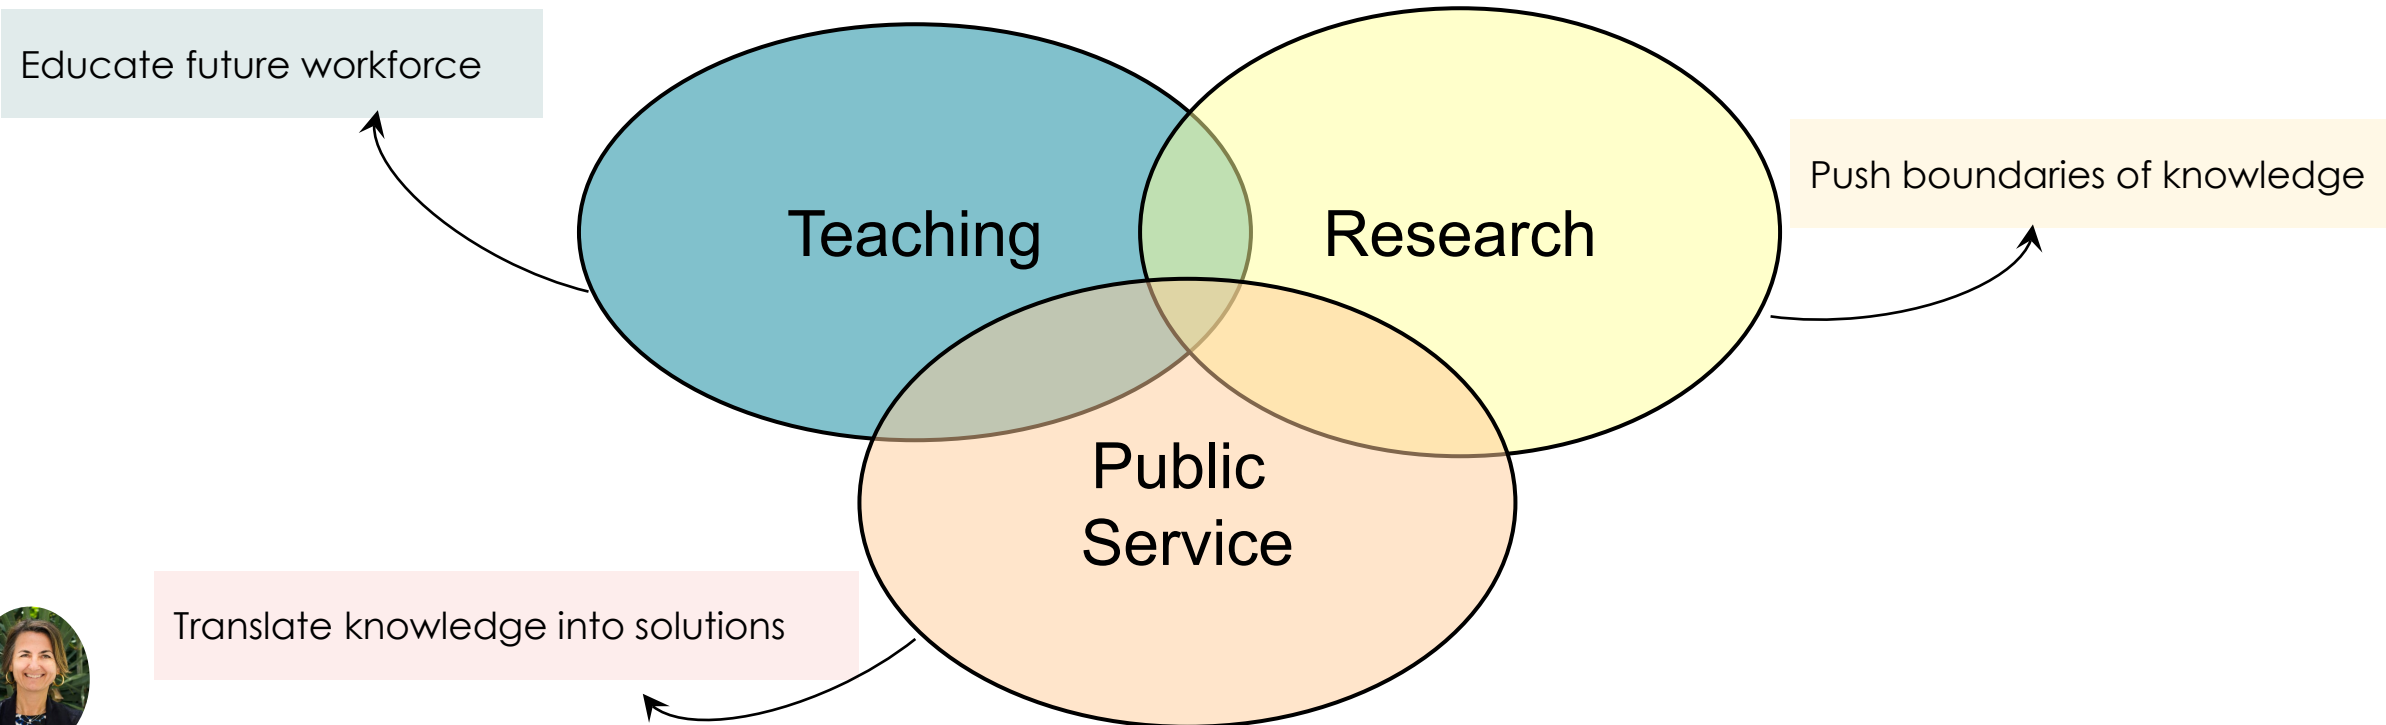 Educate future workforce
Push boundaries of knowledge
Teaching
Research
Public
Service
Translate knowledge into solutions